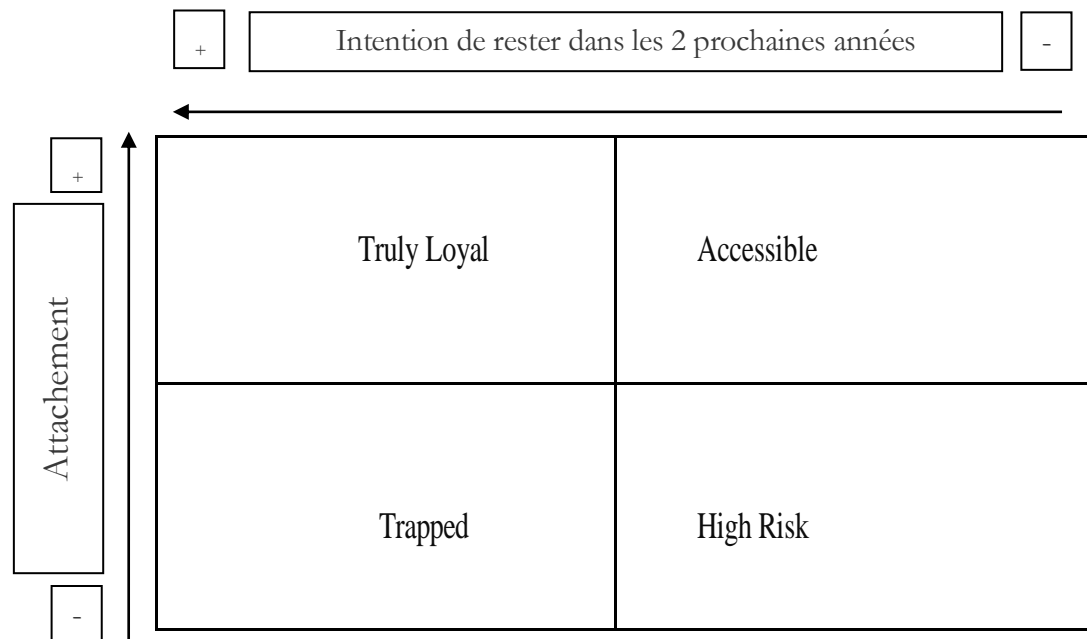 +
Intention de rester dans les 2 prochaines années
-
+
Attachement
-
Truly Loyal
Accessible
Trapped
High Risk